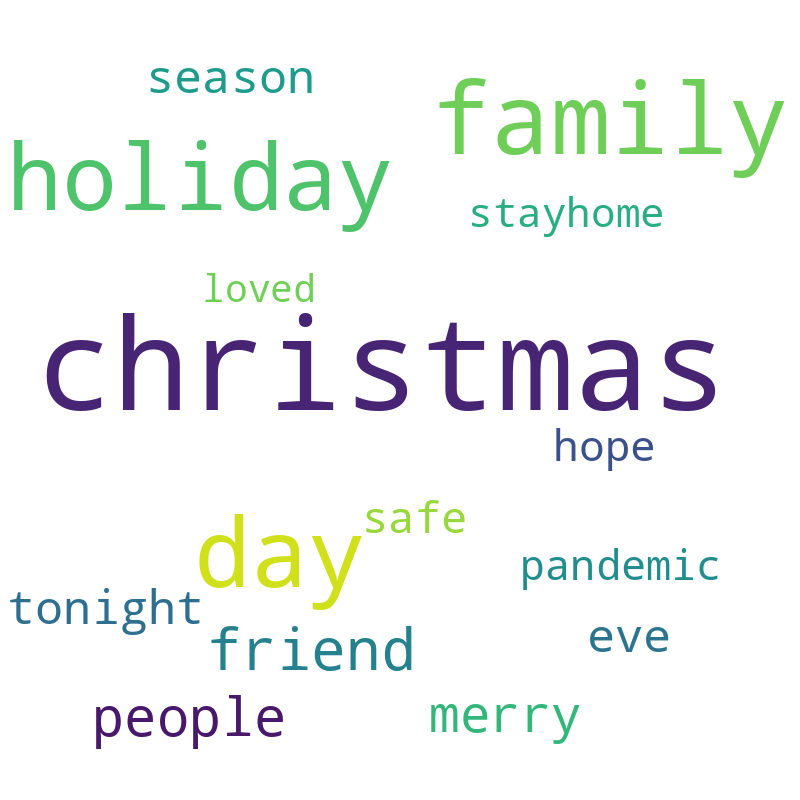 season
family
holiday
stayhome
loved
christmas
hope
safe
day
pandemic
tonight
eve
friend
people
merry